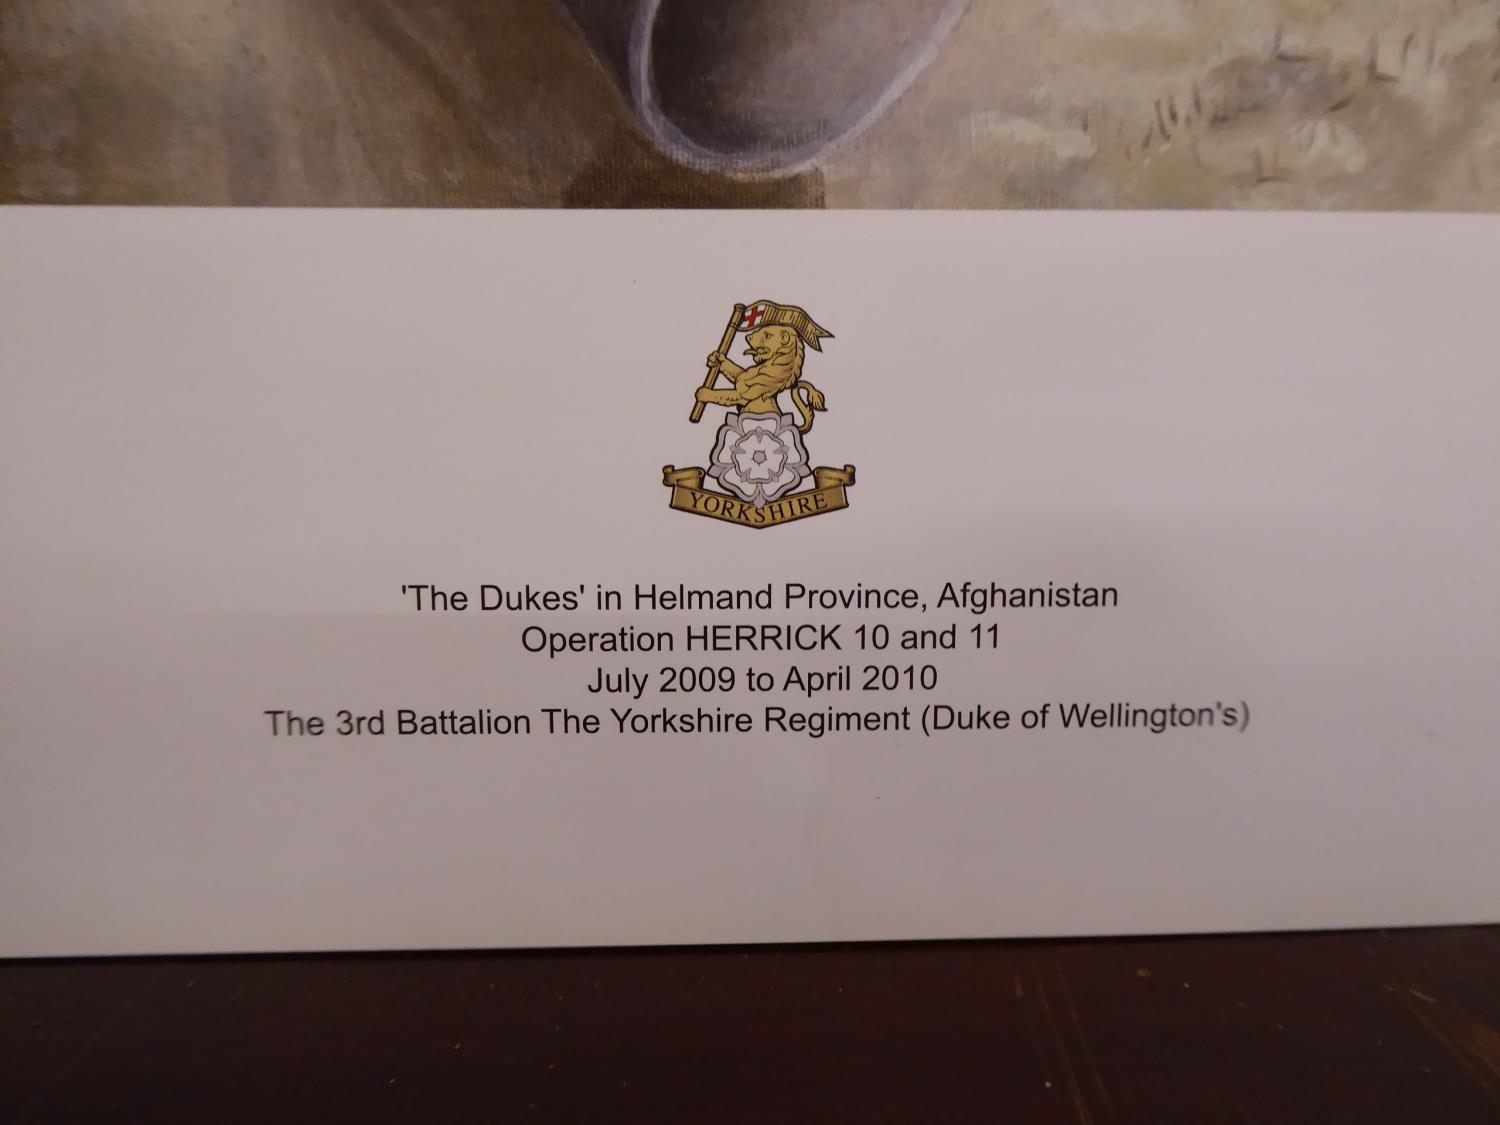 YORKSHIRE
'The Dukes' in Helmand Province, Afghanistan
Operation HERRICK 10 and 11
July 2009 to April 2010
The 3rd Battalion The Yorkshire Regiment (Duke of Wellington's)